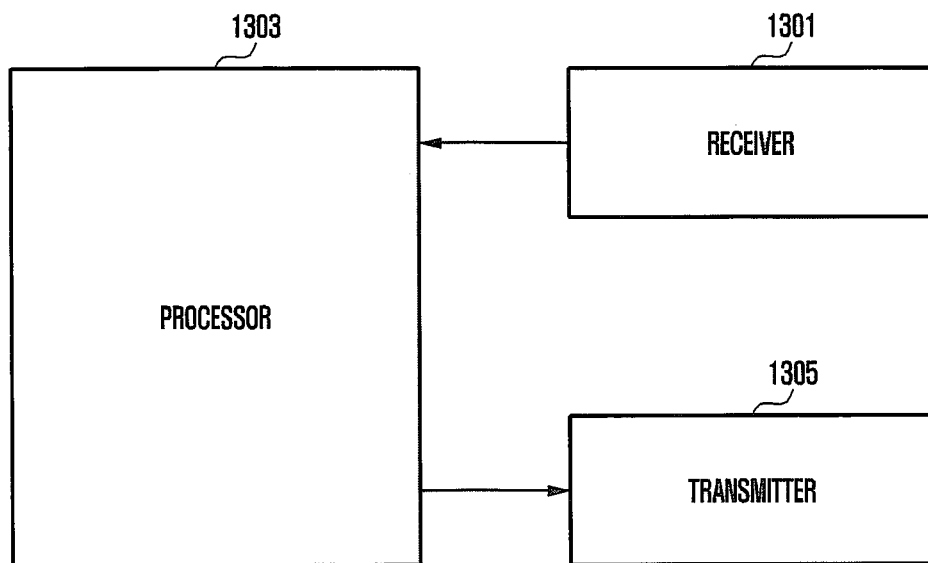 1303
1301
RECEIVER
PROCESSOR
1305
TRANSMITTER